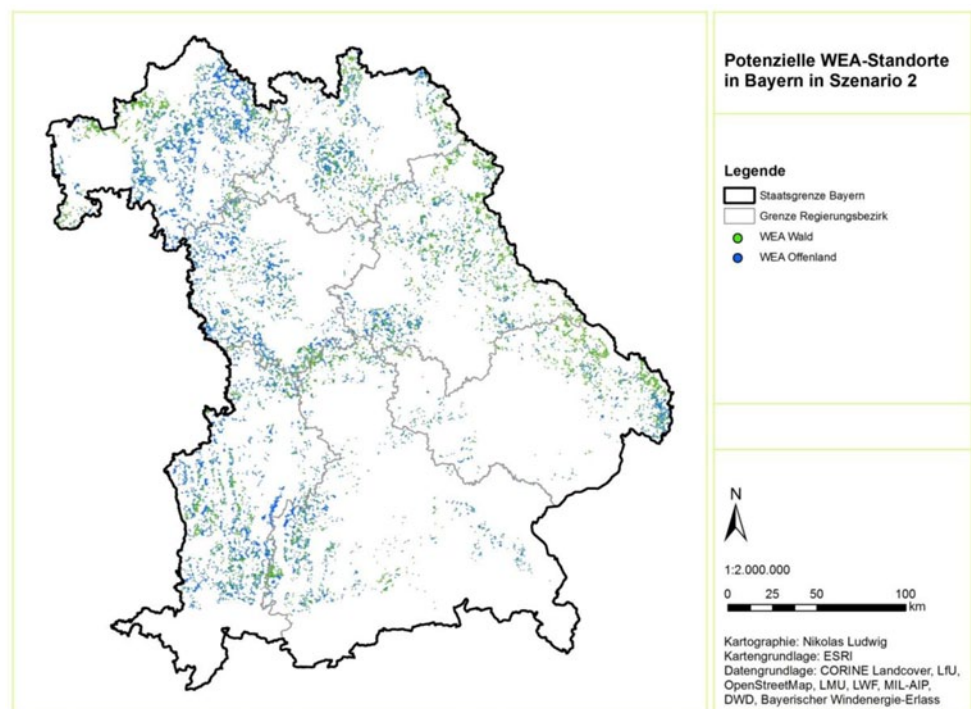 Potenzielle WEA-Standorte
in Bayern in Szenario 2
Legende
Staatsgrenze Bayern
Grenze Regierungsbezirk
WEA Wald
WEA Offenland
N
1:2.000.000
0 25 50 100
km
Kartographie: Nikolas Ludwig
Kartengrundlage: ESRI
Datengrundlage: CORINE Landcover, LfU,
OpenStreetMap, LMU, LWF, MIL-AIP,
DWD, Bayerischer Windenergie-Erlass